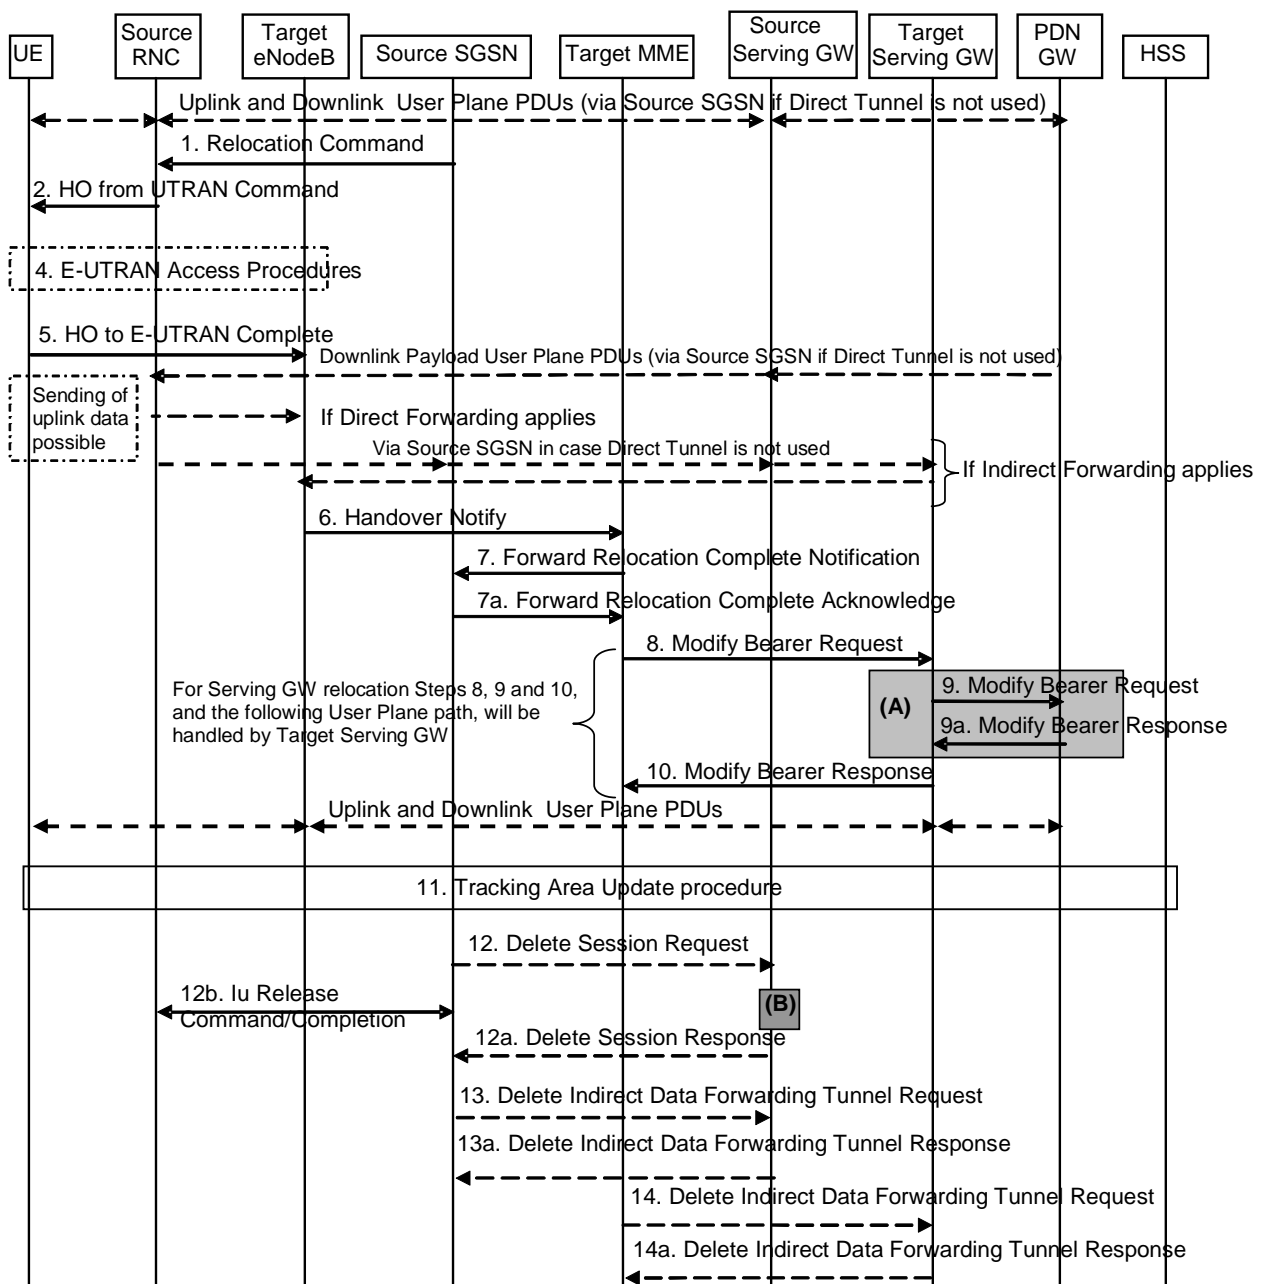 UE
Source
RNC
Target
eNodeB
Source SGSN
Target MME
Source
Serving GW
Target
Serving GW
PDN
GW
HSS
Uplink and Downlink User Plane PDUs (via Source SGSN if Direct Tunnel is not used)
1. Relocation Command
2. HO from UTRAN Command
4. E-UTRAN Access Procedures
5. HO to E-UTRAN Complete
Downlink Payload User Plane PDUs (via Source SGSN if Direct Tunnel is not used)
Sending of
uplink data
possible
If Direct Forwarding applies
Via Source SGSN in case Direct Tunnel is not used
If Indirect Forwarding applies
6. Handover Notify
7. Forward Relocation Complete Notification
7a. Forward Relocation Complete Acknowledge
8. Modify Bearer Request
For Serving GW relocation Steps 8, 9 and 10,
and the following User Plane path, will be
handled by Target Serving GW
(A)
9. Modify Bearer Request
9a. Modify Bearer Response
10. Modify Bearer Response
Uplink and Downlink User Plane PDUs
11. Tracking Area Update procedure
12. Delete Session Request
12b. Iu Release
Command/Completion
(B)
12a. Delete Session Response
13. Delete Indirect Data Forwarding Tunnel Request
13a. Delete Indirect Data Forwarding Tunnel Response
14. Delete Indirect Data Forwarding Tunnel Request
14a. Delete Indirect Data Forwarding Tunnel Response